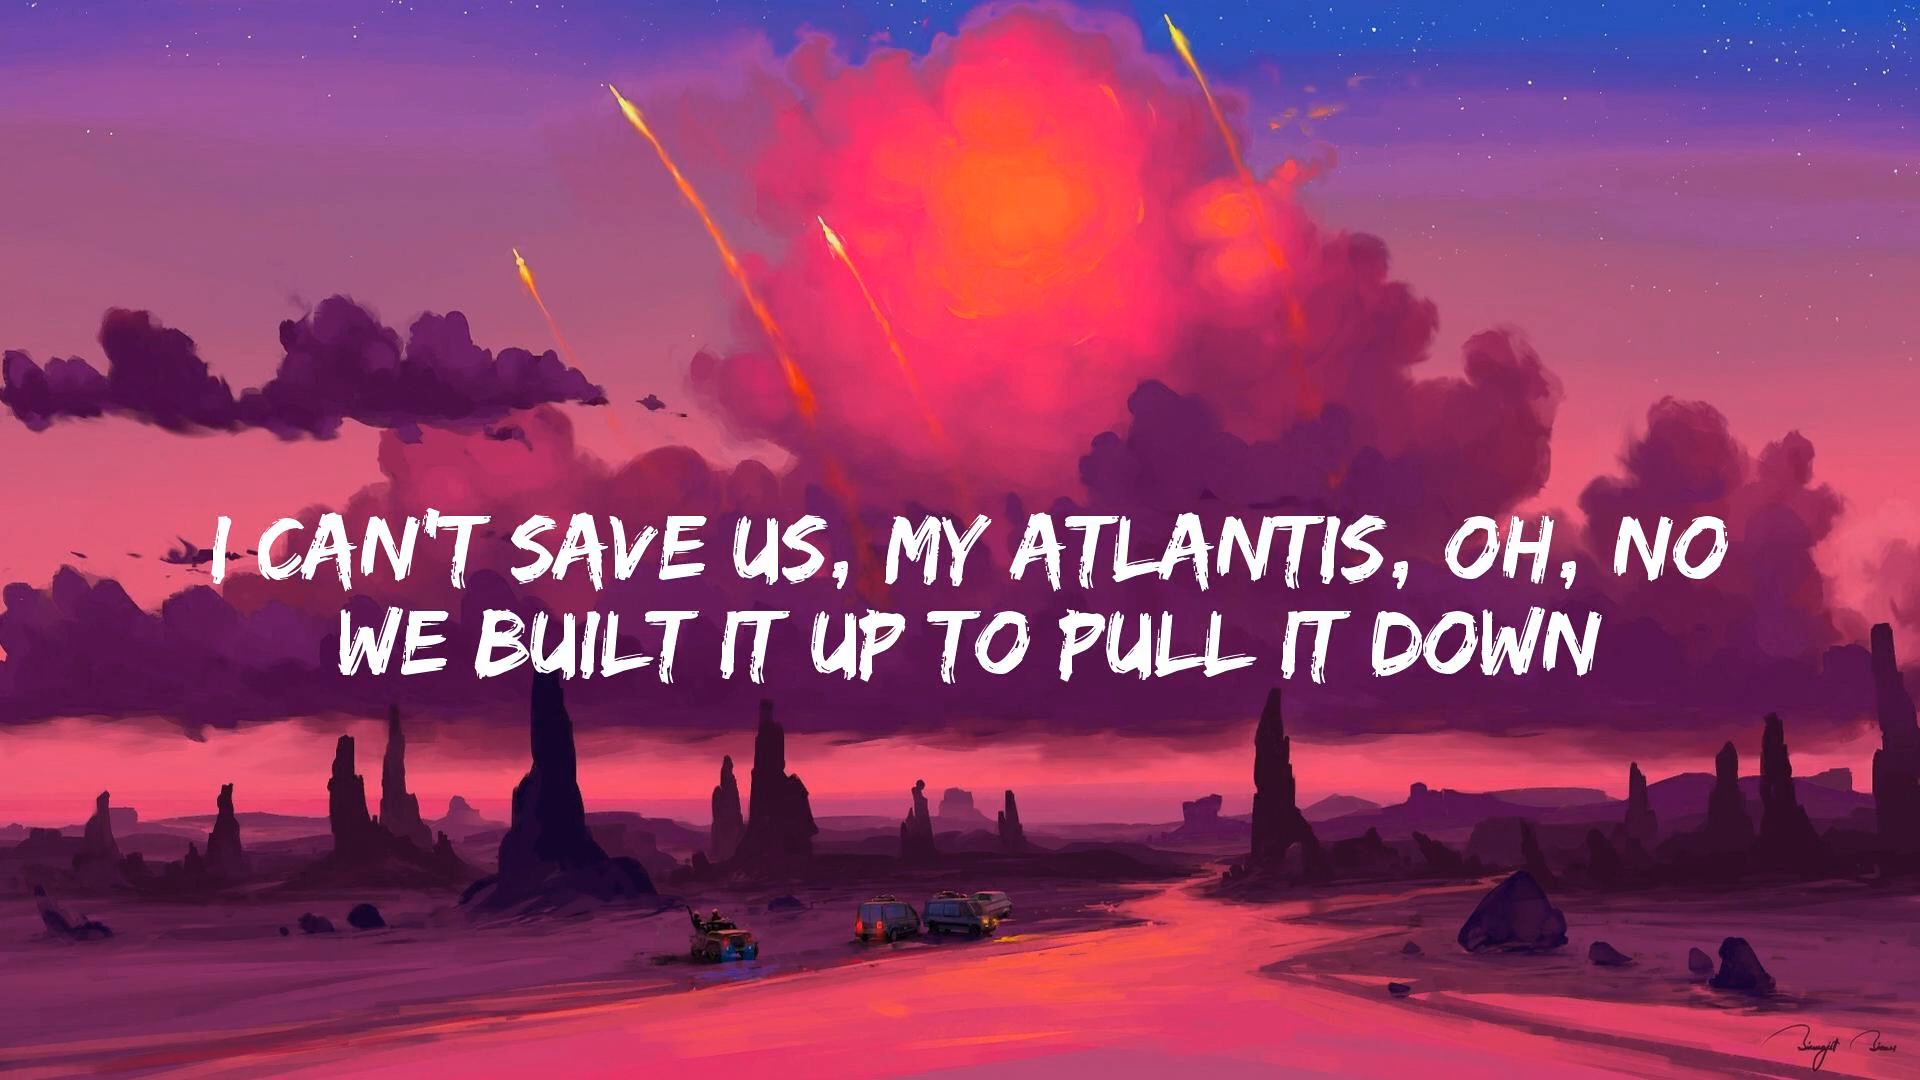 I CAN'T SAVE US, MY ATLANTIS, OH, NO
WE BUILT IT UP TO PULL IT DOWN